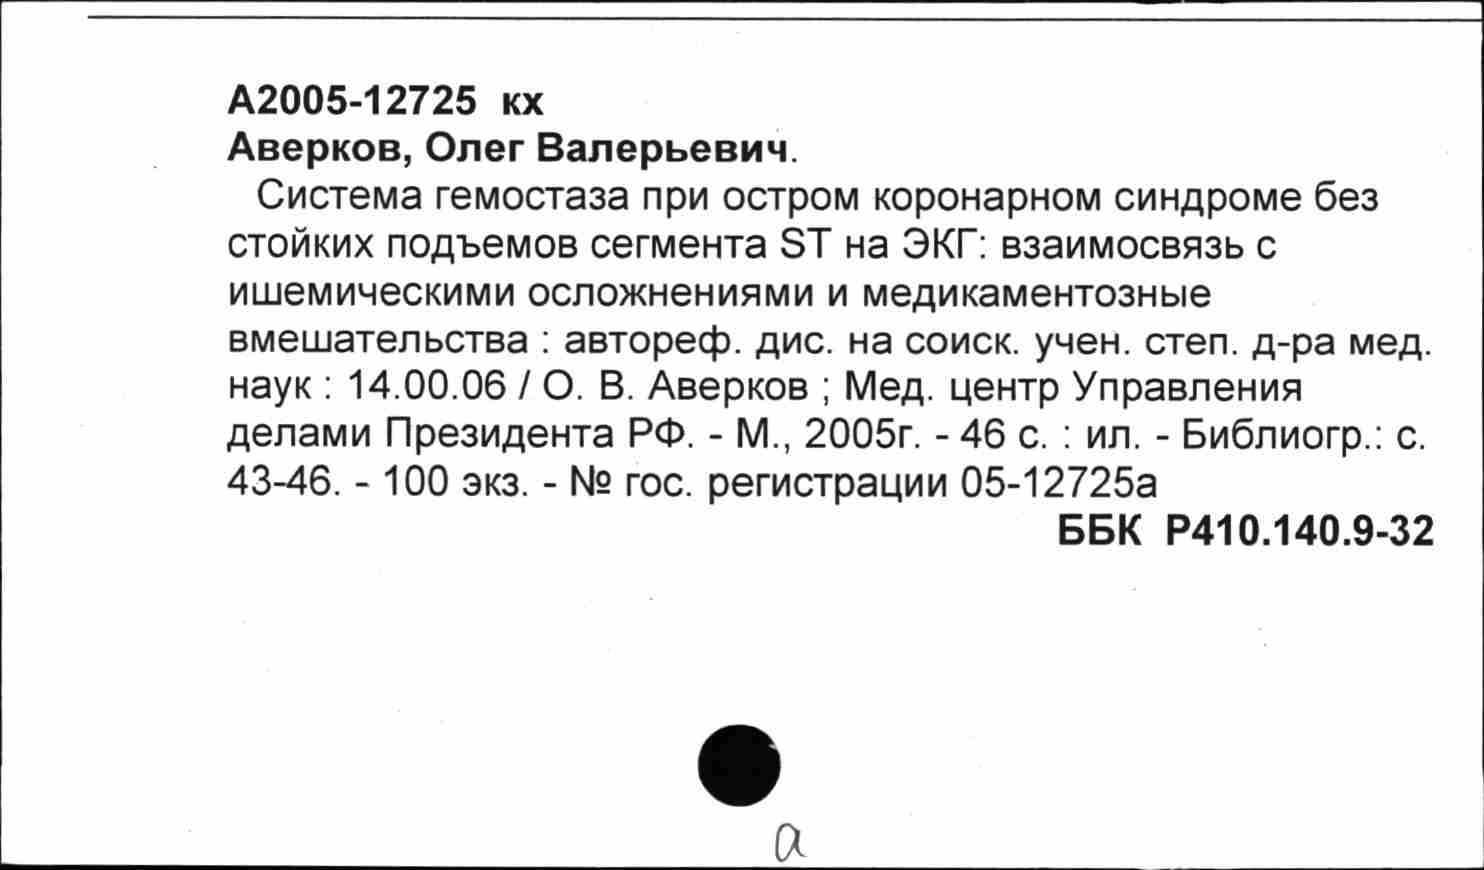 А2005-12725 кх
Аверков, Олег Валерьевич.
Система гемостаза при остром коронарном синдроме без
стойких подъемов сегмента ST на ЭКГ: взаимосвязь с
ишемическими осложнениями и медикаментозные
вмешательства : автореф. дис. на соиск. учен. степ. д-ра мед.
наук : 14.00.06 / О. В. Аверков ; Мед. центр Управления
делами Президента РФ. - М., 2005г. - 46 с. : ил. - Библиогр.: с.
43-46. - 100 экз. - № гос. регистрации 05-12725а
ББК Р410.140.9-32
а